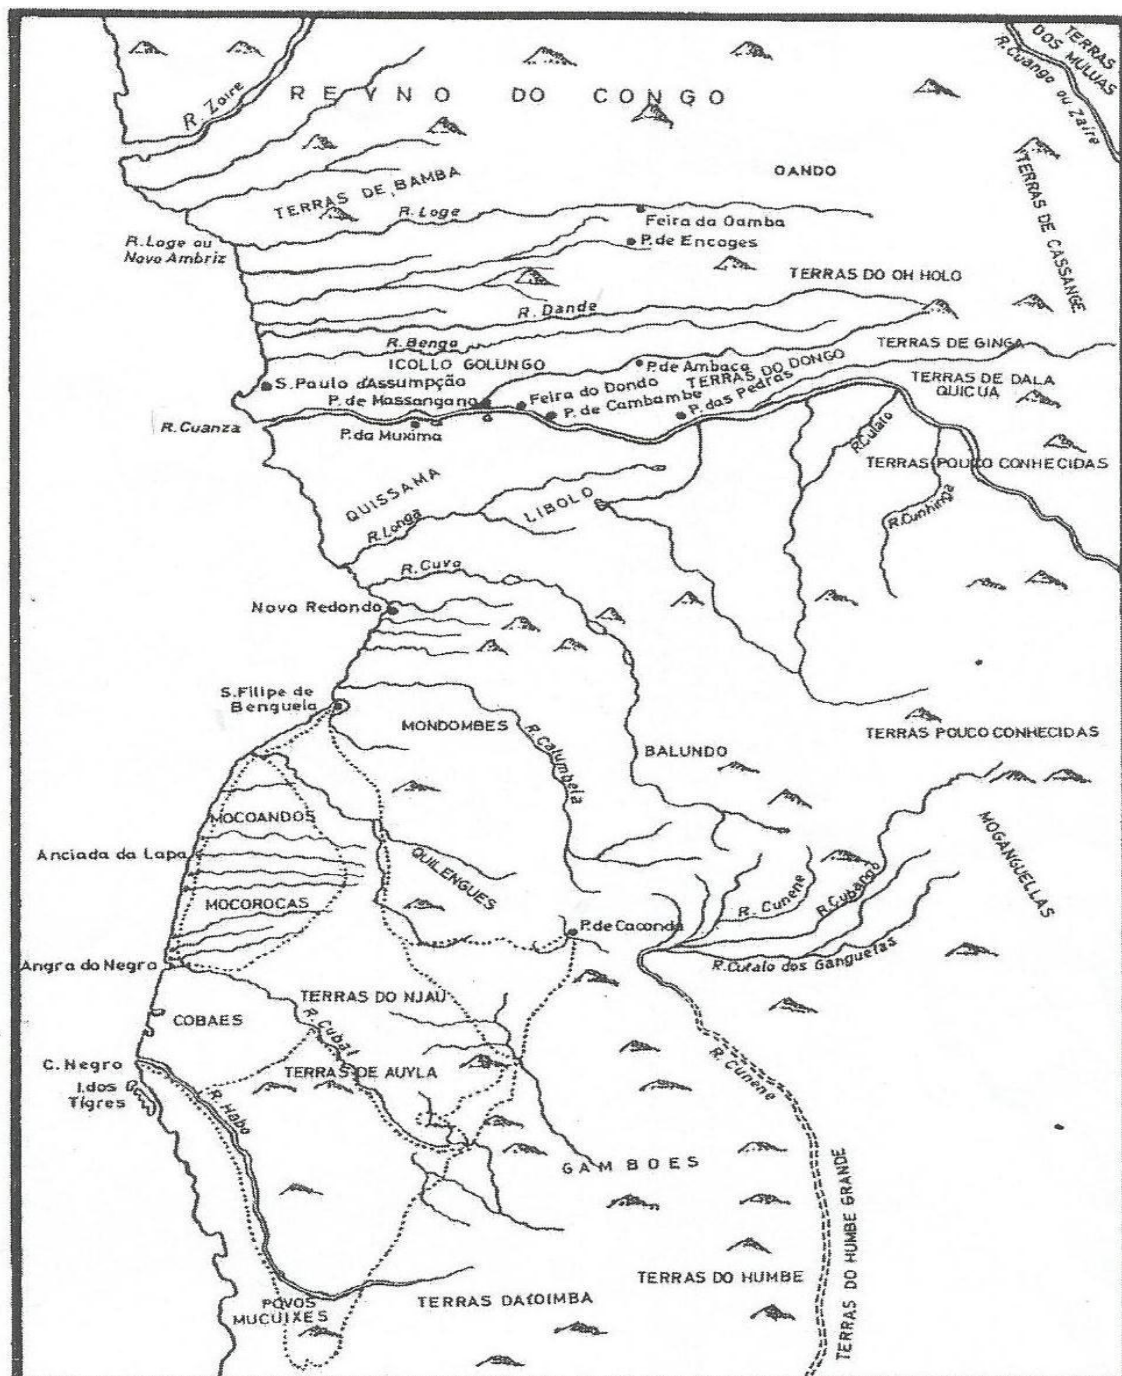 TERRAS
DOS MULUAS
R. Cuango ou Zaire
R. Zaire
REYNO DO CONGO
TERRAS DE CASSANGE
OANDO
TERRAS DE BAMBA
R. Loge
Feira da Oamba
P. de Encoges
R. Loge ou
Novo Ambriz
TERRAS DO OH HOLO
R. Dande
R. Bengo
TERRAS DE GINGA
ICOLLO GOLUNGO
P. de Ambaca
TERRAS DO DONGO
TERRAS DE DALA
QUICUA
S. Paulo d'Assumpção
Feira do Dondo
P. de Massangano
P. de Cambambe
P. das Pedras
R. Cuanza
P. da Muxima
R. Cutato
TERRAS POUCO CONHECIDAS
QUISSAMA
LIBOLO
R. Cunhinga
R. Longa
R. Cuvo
Novo Redondo
S. Filipe de
Benguela
MONDOMBES
R. Catumbela
BALUNDO
TERRAS POUCO CONHECIDAS
MOCOANDOS
MOGANGUELLAS
Anciada da Lapa
QUILENGUES
R. Cubango
R. Cunene
MOCOROCAS
P. de Caconda
R. Cutato dos Ganguelas
Angra do Negro
TERRAS DO NJAU
COBAES
R. Cubal
C. Negro
TERRAS DE AUYLA
R. Cunene
I. dos
Tigres
R. Habo
GAMBOES
TERRAS DO HUMBE GRANDE
TERRAS DO HUMBE
POVOS
MUCUIXES
TERRAS DA COIMBA